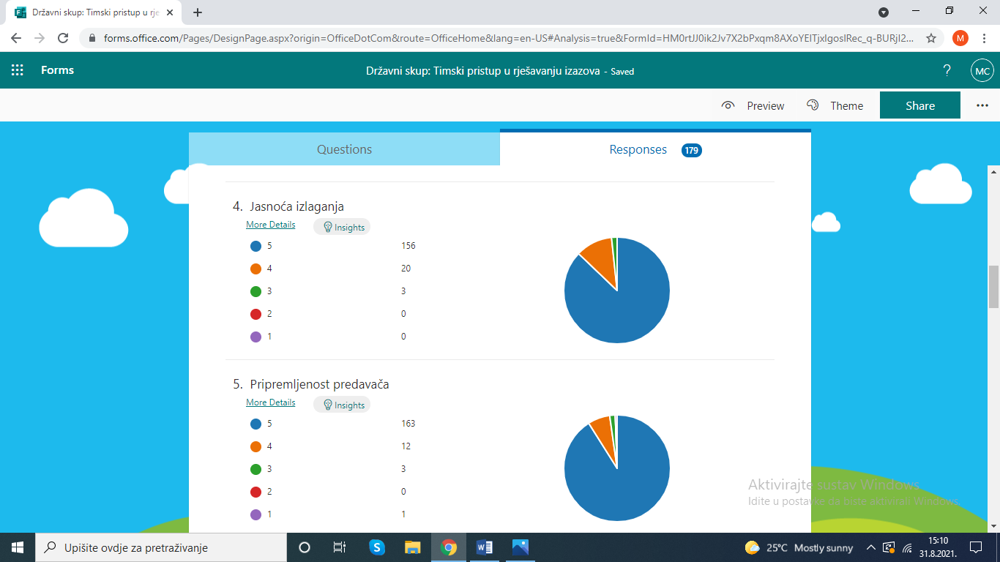 Državni skup: Timski pristup u rje
forms.office.com/Pages/DesignPage.aspx?origin=OfficeDotCom&route=OfficeHome&lang=en-US#Analysis=true&FormId=HM0rtJJ0ik2Jv7X2bPxqm8AXoYEITjxIgoslRec_q-BURjI2...
M
Forms
Državni skup: Timski pristup u rješavanju izazova - Saved
?
MC
Preview
Theme
Share
Questions
Responses 179
4. Jasnoća izlaganja
More Details
Insights
5 156
4 20
3 3
2 0
1 0
5. Pripremljenost predavača
More Details
Insights
5 163
4 12
3 3
2 0
1 1
Aktivirajte sustav Windows
Idite u postavke da biste aktivirali Windows.
Upišite ovdje za pretraživanje
25°C Mostly sunny
15:10
31.8.2021.